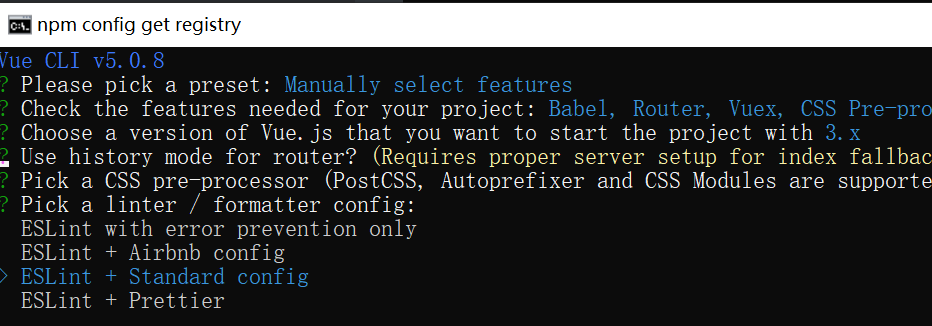 npm config get registry
Vue CLI v5.0.8
? Please pick a preset: Manually select features
? Check the features needed for your project: Babel, Router, Vuex, CSS Pre-pro
? Choose a version of Vue.js that you want to start the project with 3.x
? Use history mode for router? (Requires proper server setup for index fallbac
? Pick a CSS pre-processor (PostCSS, Autoprefixer and CSS Modules are supporte
? Pick a linter / formatter config:
ESLint with error prevention only
ESLint + Airbnb config
> ESLint + Standard config
ESLint + Prettier